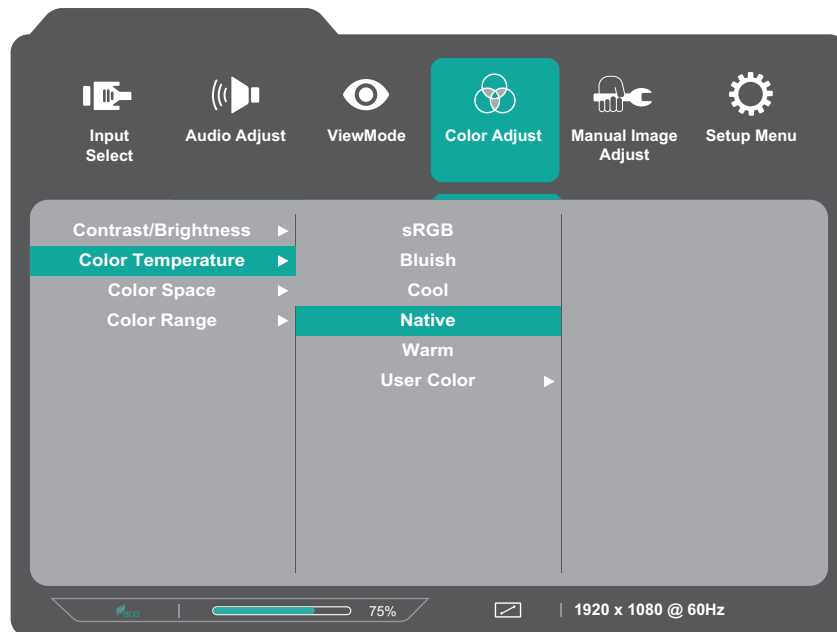 Input
Select
Audio Adjust
ViewMode
Color Adjust
Manual Image
Adjust
Setup Menu
Contrast/Brightness
Color Temperature
Color Space
Color Range
sRGB
Bluish
Cool
Native
Warm
User Color
eco
75%
1920 x 1080 @ 60Hz